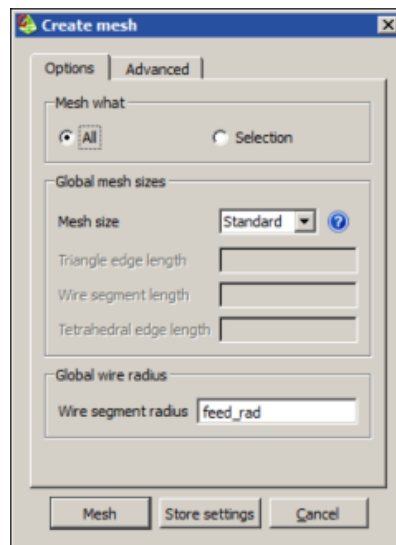 Create mesh
Options Advanced
Mesh what
All Selection
Global mesh sizes
Mesh size Standard ?
Triangle edge length
Wire segment length
Tetrahedral edge length
Global wire radius
Wire segment radius feed_rad
Mesh Store settings Cancel